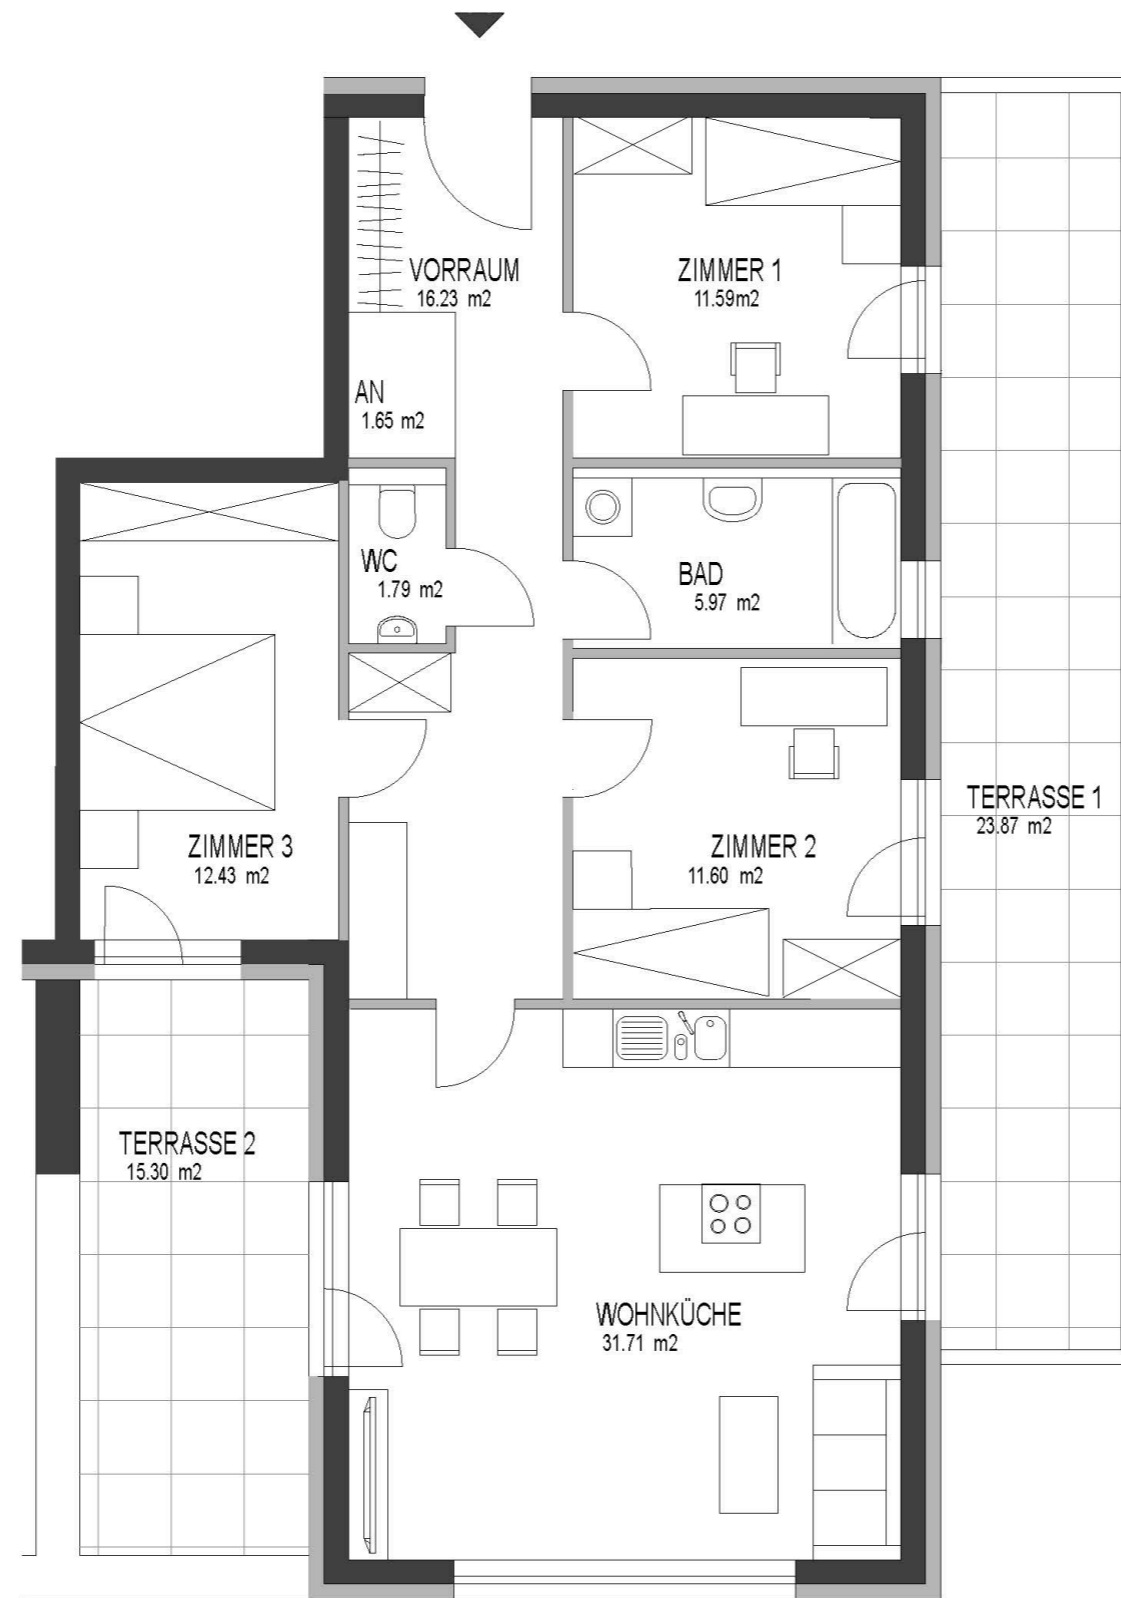 VORRAUM
16.23 m2
ZIMMER 1
11.59m2
AN
1.65 m2
WC
1.79 m2
BAD
5.97 m2
TERRASSE 1
23.87 m2
ZIMMER 3
12.43 m2
ZIMMER 2
11.60 m2
TERRASSE 2
15.30 m2
WOHNKÜCHE
31.71 m2